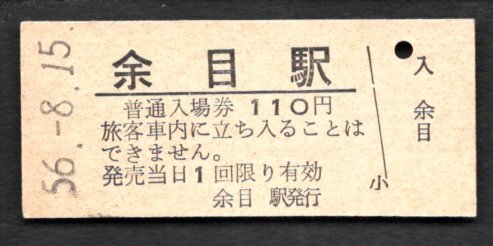 56.-8.15.
余目駅
普通入場券 110円
旅客車内に立ち入ることは
できません。
発売当日1回限り有効
余目 駅発行
入
余目
小